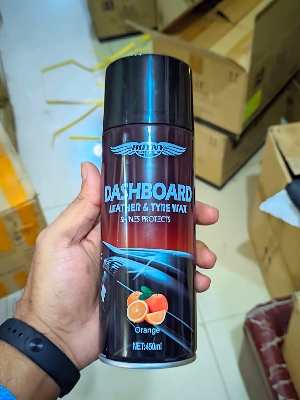 DASHBOARD
LEATHER & TYRE WAX
SHINES PROTECTS
Orange
NET:450ml